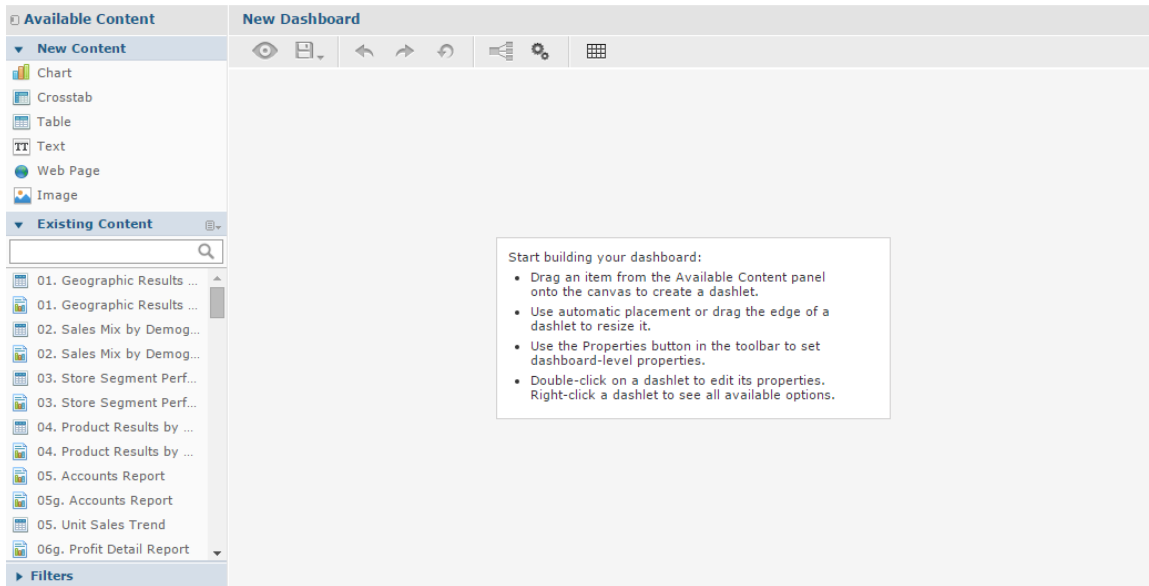 Available Content
New Dashboard
New Content
Chart
Crosstab
Table
TT Text
Web Page
Image
Existing Content
01. Geographic Results ...
01. Geographic Results ...
02. Sales Mix by Demog...
02. Sales Mix by Demog...
03. Store Segment Perf...
03. Store Segment Perf...
04. Product Results by ...
04. Product Results by ...
05. Accounts Report
05g. Accounts Report
05. Unit Sales Trend
06g. Profit Detail Report
Filters
Start building your dashboard:
• Drag an item from the Available Content panel
onto the canvas to create a dashlet.
• Use automatic placement or drag the edge of a
dashlet to resize it.
• Use the Properties button in the toolbar to set
dashboard-level properties.
• Double-click on a dashlet to edit its properties.
Right-click a dashlet to see all available options.